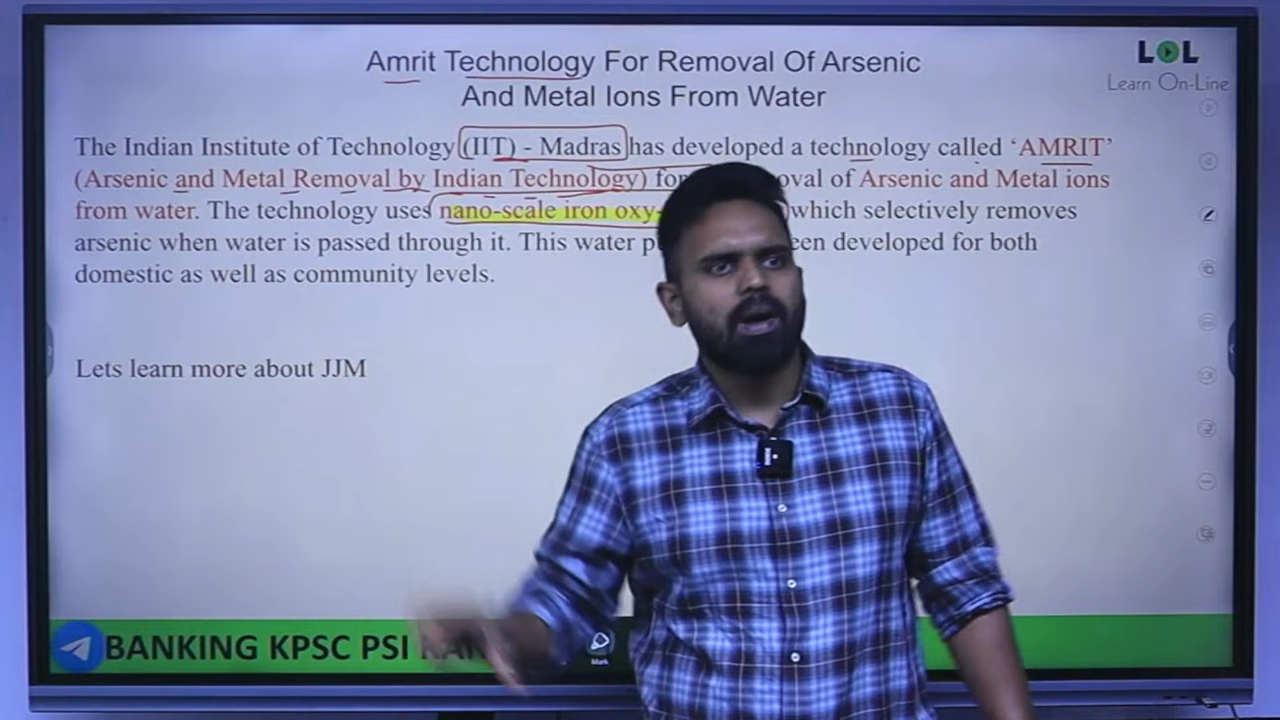 Amrit Technology For Removal Of Arsenic
And Metal Ions From Water
LOL
Learn On-Line
The Indian Institute of Technology (IIT) - Madras has developed a technology called ‘AMRIT’
(Arsenic and Metal Removal by Indian Technology) for oval of Arsenic and Metal ions
from water. The technology uses nano-scale iron oxy- which selectively removes
arsenic when water is passed through it. This water p een developed for both
domestic as well as community levels.
Lets learn more about JJM
BANKING KPSC PSI
Mark